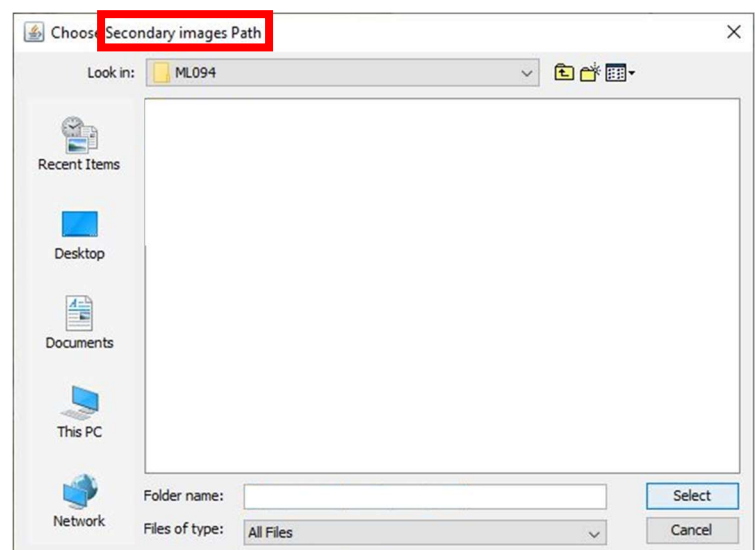 Choose Secondary images Path
Look in: ML094
Recent Items
Desktop
Documents
This PC
Network
Folder name:
Select
Files of type: All Files
Cancel